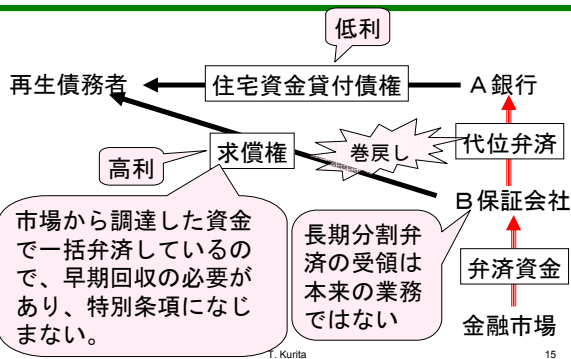 低利
再生債務者
住宅資金貸付債権
A銀行
高利
求償権
巻戻し
代位弁済
B保証会社
市場から調達した資金
で一括弁済しているの
で、早期回収の必要が
あり、特別条項になじ
まない。
長期分割弁
済の受領は
本来の業務
ではない
弁済資金
金融市場
T. Kurita
15